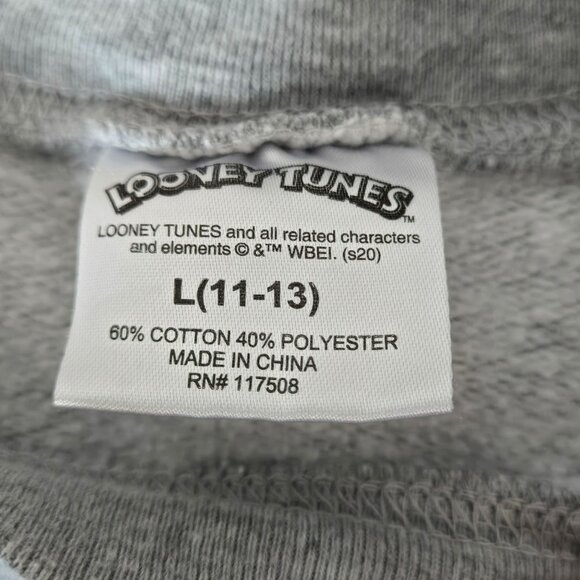 LOONEY TUNES™
LOONEY TUNES and all related characters
and elements © &™ WBEI. (s20)
L(11-13)
60% COTTON 40% POLYESTER
MADE IN CHINA
RN# 117508